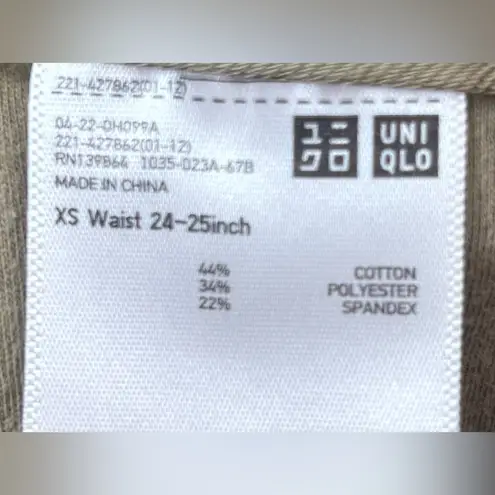 221-427862(01-12)
04-22-0H099A
221-427862(01-12)
RN139864 1035-023A-67B
MADE IN CHINA
ユニ
クロ
UNI
QLO
XS Waist 24-25inch
44% COTTON
34% POLYESTER
22% SPANDEX